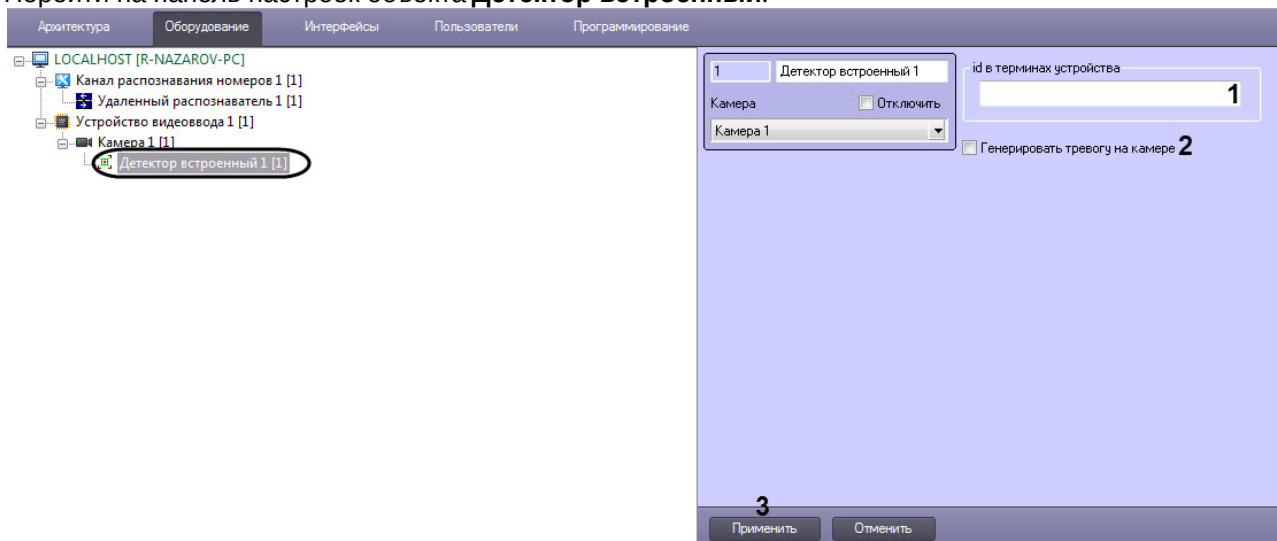 Перейти на панель настроек объекта Детектор встроенный.
Архитектура Оборудование Интерфейсы Пользователи Программирование
LOCALHOST [R-NAZAROV-PC]
Канал распознавания номеров 1 [1]
Удаленный распознаватель 1 [1]
Устройство видеоввода 1 [1]
Камера 1 [1]
Детектор встроенный 1 [1]
1 Детектор встроенный 1
Камера Отключить
Камера 1
id в терминах устройства
1
Генерировать тревогу на камере 2
3
Применить Отменить